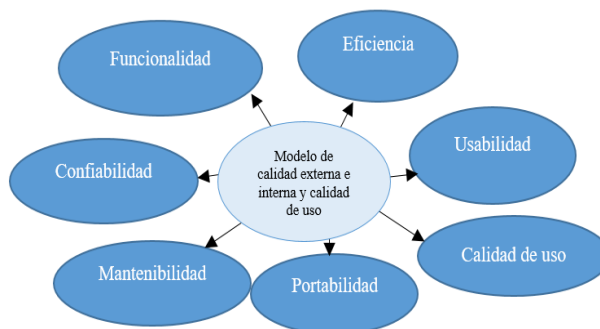 Funcionalidad
Eficiencia
Confiabilidad
Modelo de
calidad externa e
interna y calidad
de uso
Usabilidad
Mantenibilidad
Portabilidad
Calidad de uso